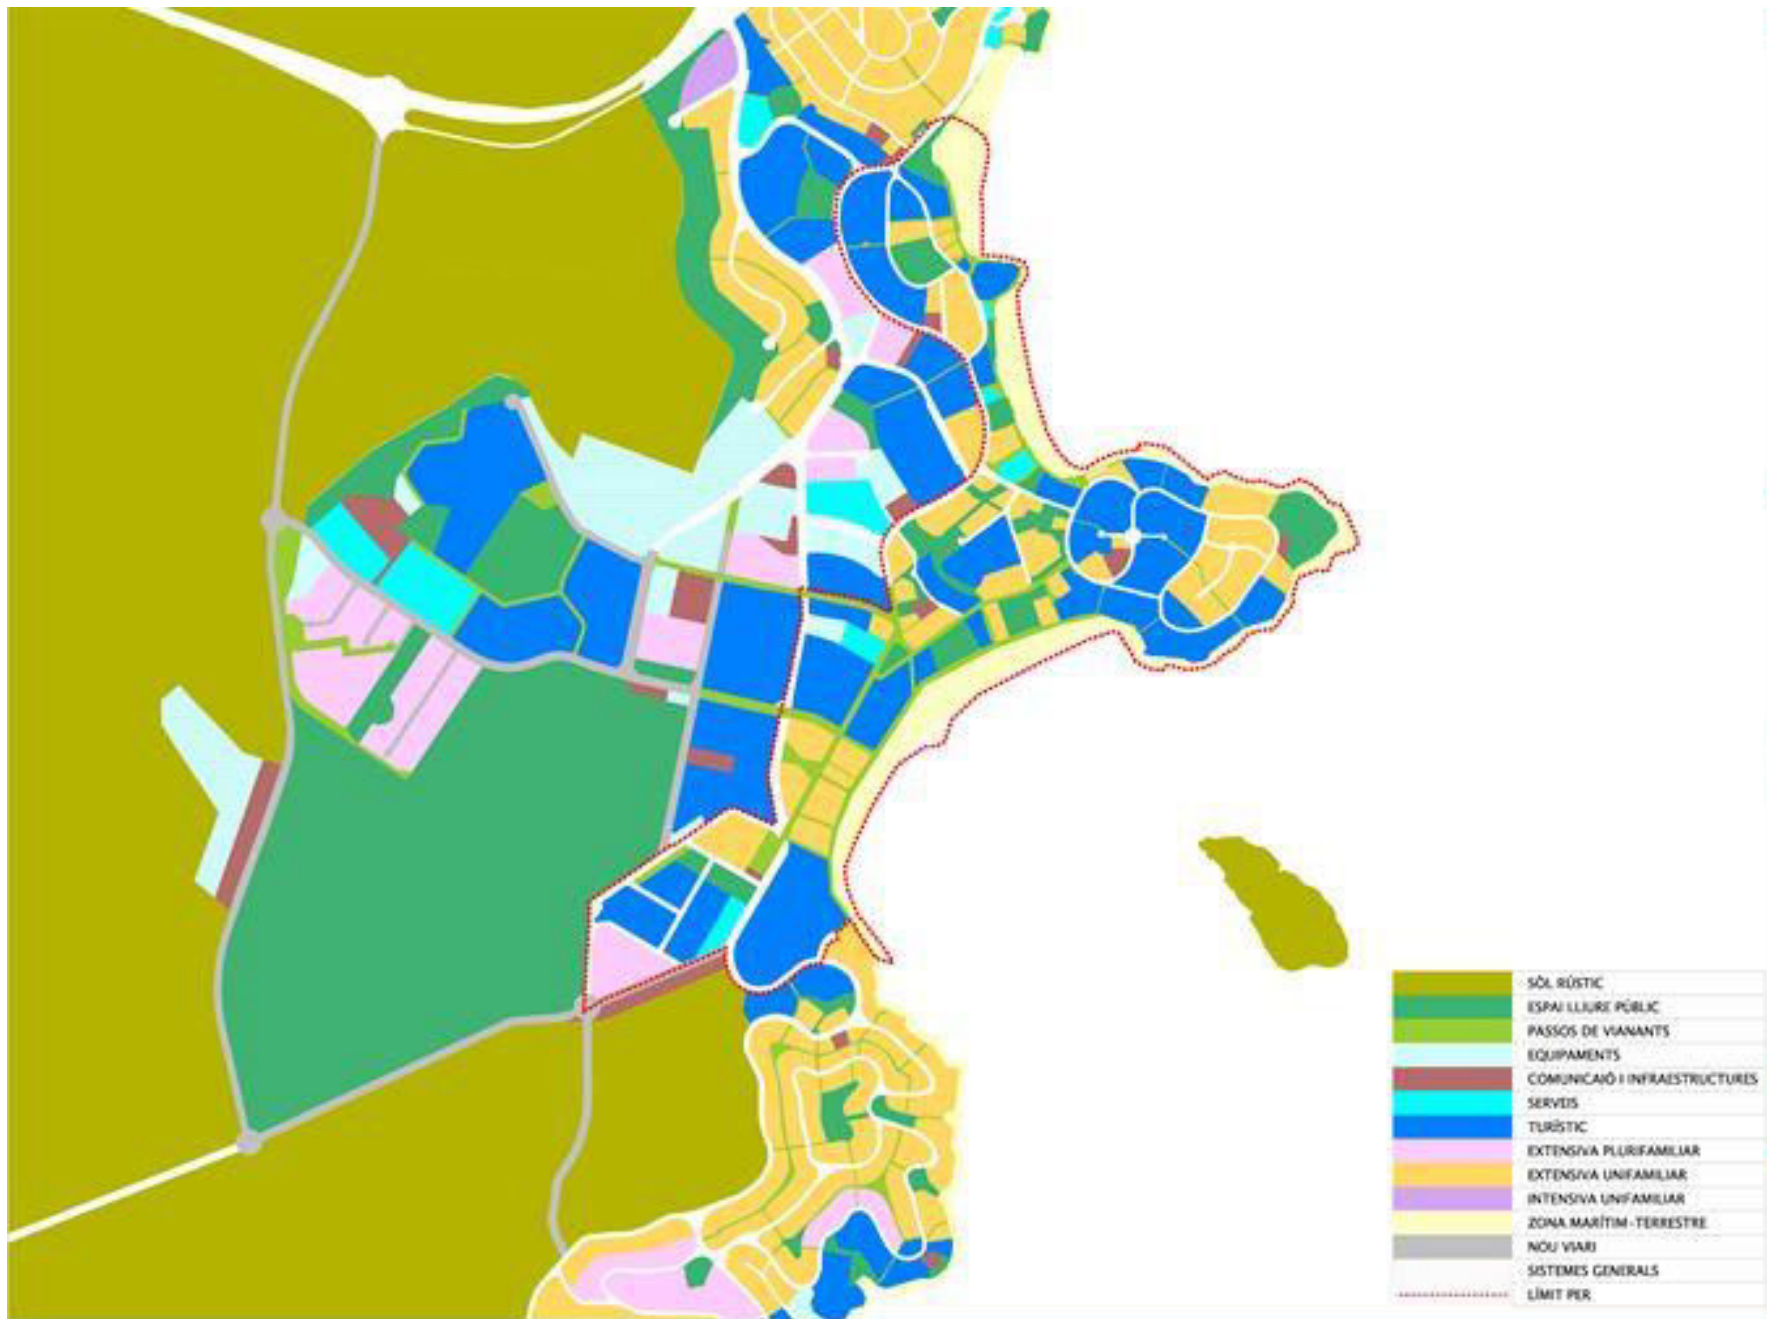 SÒL RÚSTIC
ESPAI LLIURE PÚBLIC
PASSOS DE VIANANTS
EQUIPAMENTS
COMUNICAIÓ I INFRAESTRUCTURES
SERVEIS
TURÍSTIC
EXTENSIVA PLURIFAMILIAR
EXTENSIVA UNIFAMILIAR
INTENSIVA UNIFAMILIAR
ZONA MARÍTIM-TERRESTRE
NOU VIARI
SISTEMES GENERALS
LÍMIT PER